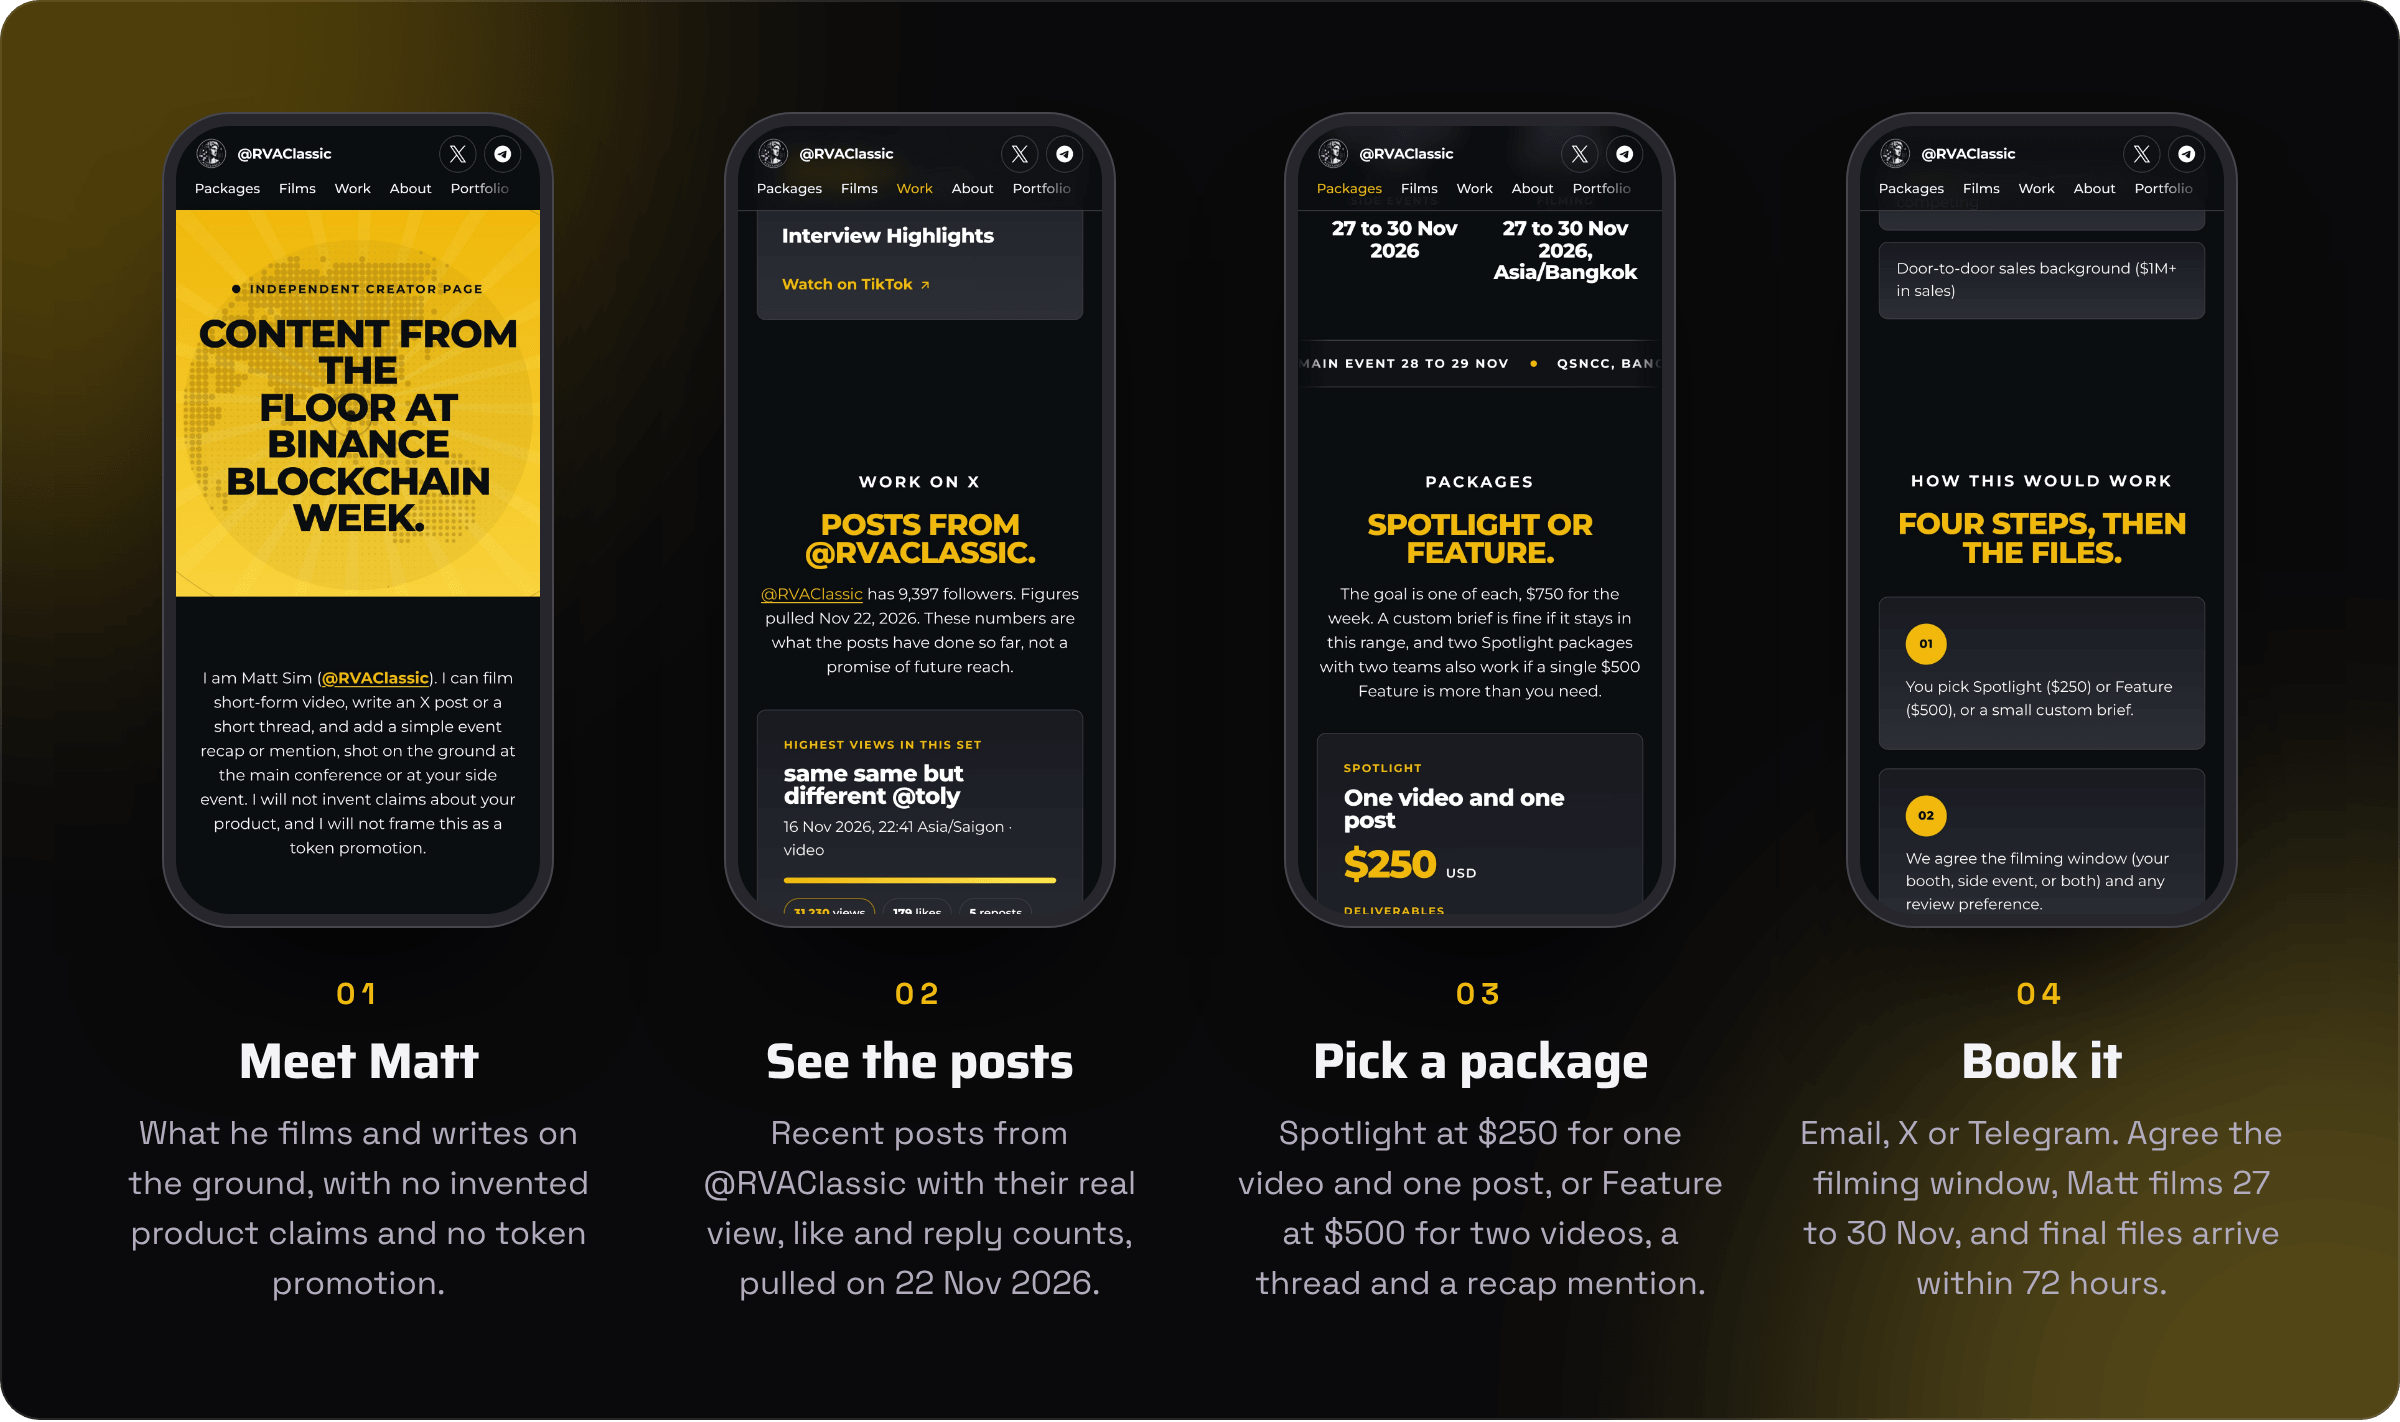 @RVAClassic
Packages Films Work About Portfolio
INDEPENDENT CREATOR PAGE
CONTENT FROM
THE
FLOOR AT
BINANCE
BLOCKCHAIN
WEEK.
I am Matt Sim (@RVAClassic). I can film
short-form video, write an X post or a
short thread, and add a simple event
recap or mention, shot on the ground at
the main conference or at your side
event. I will not invent claims about your
product, and I will not frame this as a
token promotion.
01
Meet Matt
What he films and writes on
the ground, with no invented
product claims and no token
promotion.
@RVAClassic
Packages Films Work About Portfolio
Interview Highlights
Watch on TikTok ↗
WORK ON X
POSTS FROM
@RVACLASSIC.
@RVAClassic has 9,397 followers. Figures
pulled Nov 22, 2026. These numbers are
what the posts have done so far, not a
promise of future reach.
HIGHEST VIEWS IN THIS SET
same same but
different @toly
16 Nov 2026, 22:41 Asia/Saigon ·
video
31,230 views 179 likes 5 reposts
02
See the posts
Recent posts from
@RVAClassic with their real
view, like and reply counts,
pulled on 22 Nov 2026.
@RVAClassic
Packages Films Work About Portfolio
SIDE EVENTS FILMING
27 to 30 Nov
2026
27 to 30 Nov
2026,
Asia/Bangkok
MAIN EVENT 28 TO 29 NOV • QSNCC, BANG
PACKAGES
SPOTLIGHT OR
FEATURE.
The goal is one of each, $750 for the
week. A custom brief is fine if it stays in
this range, and two Spotlight packages
with two teams also work if a single $500
Feature is more than you need.
SPOTLIGHT
One video and one
post
$250 USD
DELIVERABLES
03
Pick a package
Spotlight at $250 for one
video and one post, or Feature
at $500 for two videos, a
thread and a recap mention.
@RVAClassic
Packages Films Work About Portfolio
competing
Door-to-door sales background ($1M+
in sales)
HOW THIS WOULD WORK
FOUR STEPS, THEN
THE FILES.
01
You pick Spotlight ($250) or Feature
($500), or a small custom brief.
02
We agree the filming window (your
booth, side event, or both) and any
review preference.
04
Book it
Email, X or Telegram. Agree the
filming window, Matt films 27
to 30 Nov, and final files arrive
within 72 hours.